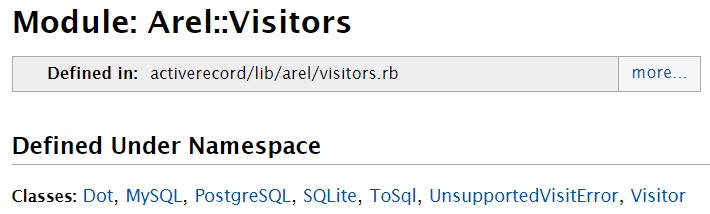 Module: Arel::Visitors
Defined in: activerecord/lib/arel/visitors.rb more...
Defined Under Namespace
Classes: Dot, MySQL, PostgreSQL, SQLite, ToSql, UnsupportedVisitError, Visitor